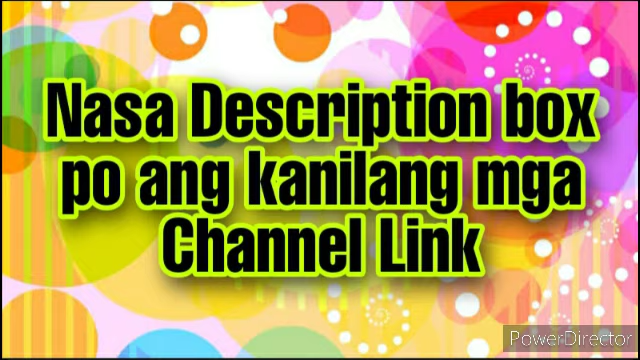 Nasa Description box
po ang kanilang mga
Channel Link
PowerDirector